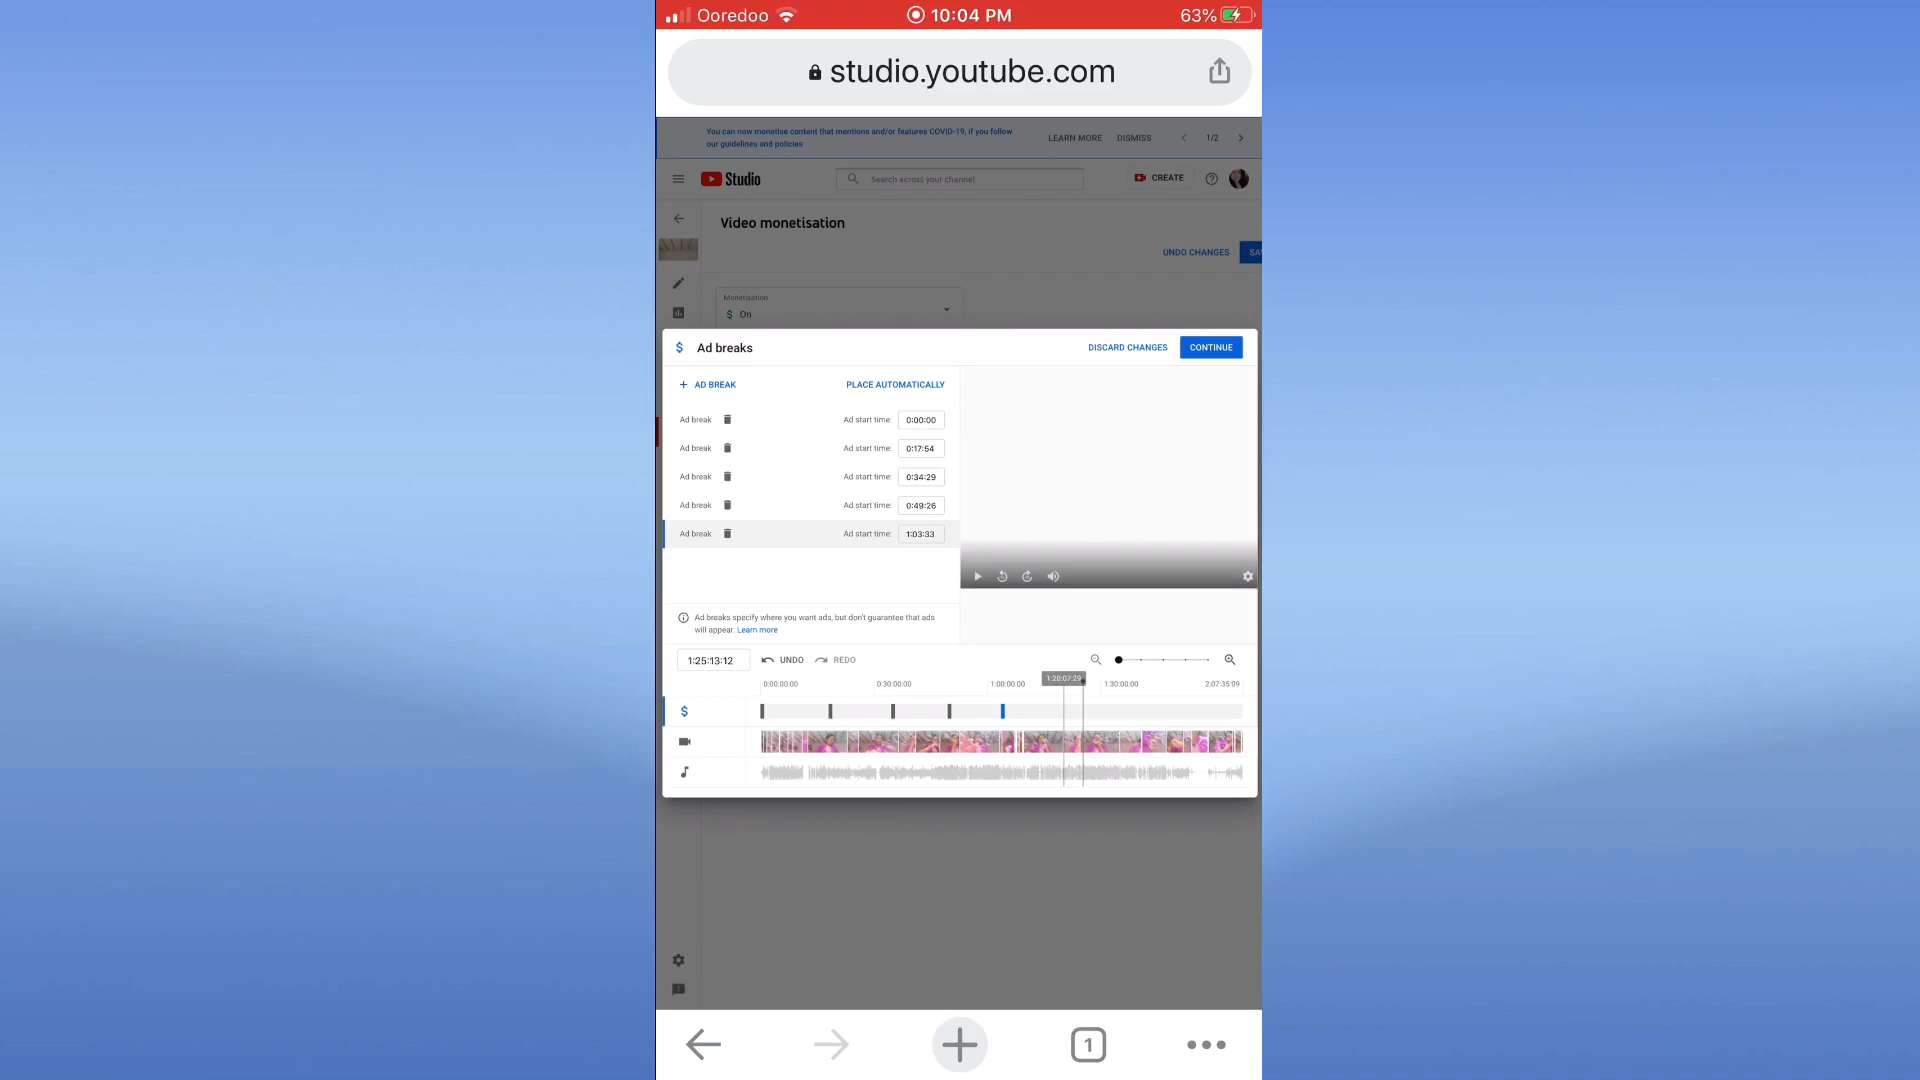 Ooredoo
10:04 PM
63%
studio.youtube.com
You can now monetise content that mentions and/or features COVID-19, if you follow
our guidelines and policies
LEARN MORE
DISMISS
1/2
Studio
Search across your channel
CREATE
Video monetisation
UNDO CHANGES
Monetisation
$ On
$ Ad breaks
DISCARD CHANGES
CONTINUE
+ AD BREAK
PLACE AUTOMATICALLY
Ad break
Ad start time: 0:00:00
Ad break
Ad start time: 0:17:54
Ad break
Ad start time: 0:34:29
Ad break
Ad start time: 0:49:26
Ad break
Ad start time: 1:03:33
Ad breaks specify where you want ads, but don't guarantee that ads
will appear. Learn more
1:25:13:12
UNDO
REDO
1:20:07:29
0:00:00:00
0:30:00:00
1:00:00:00
1:30:00:00
2:07:35:09
$
1